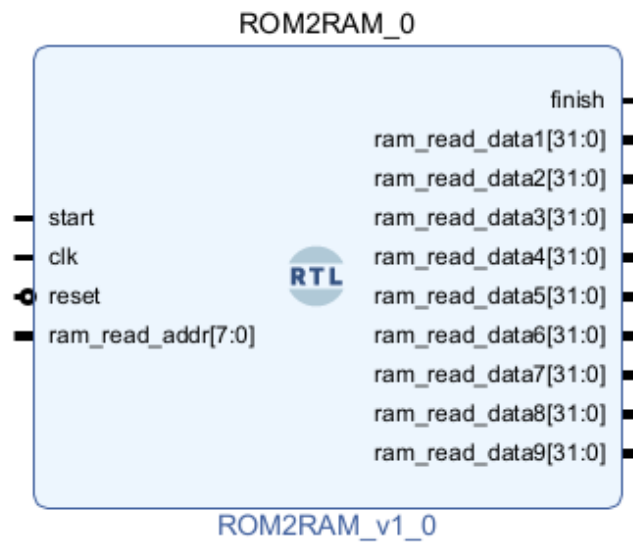 ROM2RAM_0
finish
ram_read_data1[31:0]
ram_read_data2[31:0]
start
ram_read_data3[31:0]
clk
ram_read_data4[31:0]
RTL
reset
ram_read_data5[31:0]
ram_read_addr[7:0]
ram_read_data6[31:0]
ram_read_data7[31:0]
ram_read_data8[31:0]
ram_read_data9[31:0]
ROM2RAM_v1_0